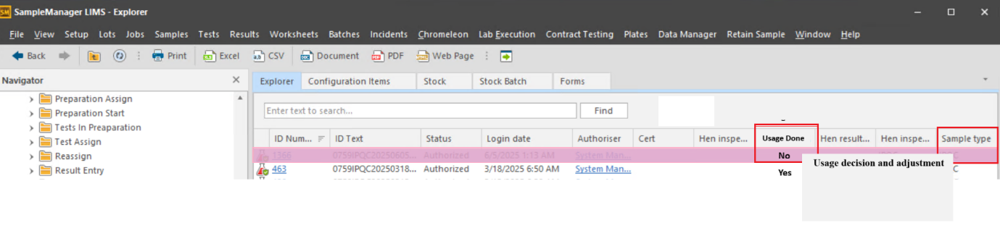 SM SampleManager LIMS - Explorer
File View Setup Lots Jobs Samples Tests Results Worksheets Batches Incidents Chromeleon Lab Execution Contract Testing Plates Data Manager Retain Sample Window Help
Back Print Excel CSV Document PDF Web Page
Navigator
Explorer Configuration Items Stock Stock Batch Forms
Preparation Assign
Preparation Start
Tests In Preaparation
Test Assign
Reassign
Result Entry
Enter text to search... Find
ID Num... ID Text Status Login date Authoriser Cert Hen inspe... Usage Done Hen result... Hen inspe... Sample type
1366 0759IPQC20250605... Authorized 6/5/2025 1:13 AM System Man... No
463 0759IPQC20250318... Authorized 3/18/2025 6:50 AM System Man... Yes
Usage decision and adjustment